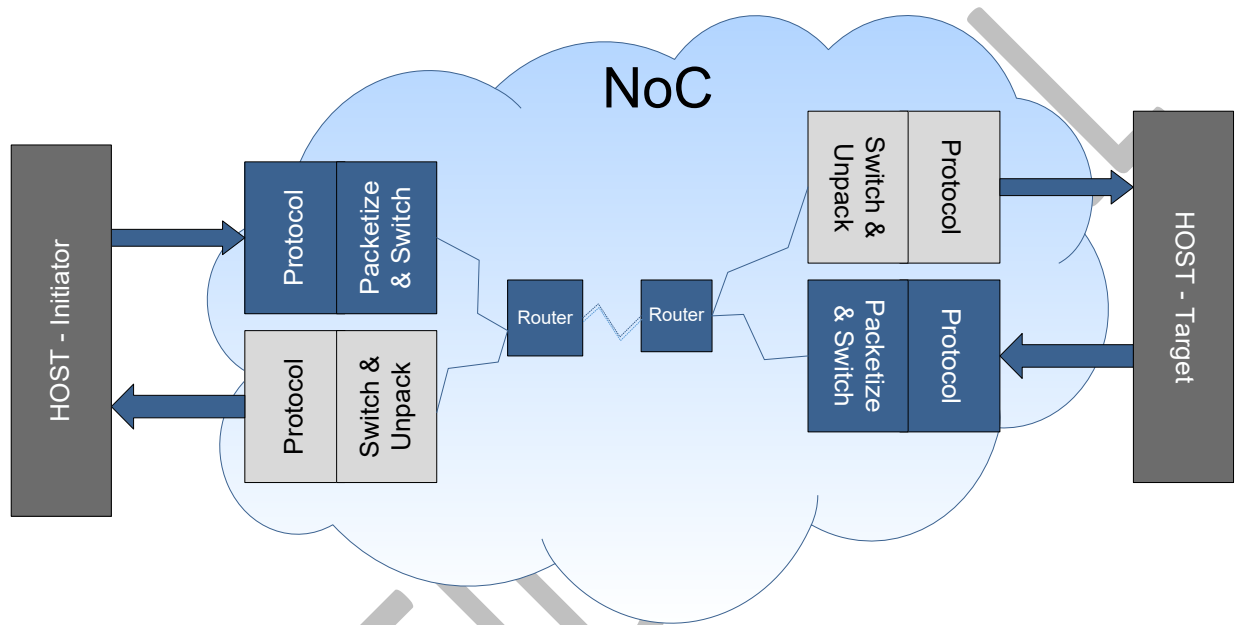 NoC
HOST - Initiator
Protocol
Packetize
& Switch
Protocol
Switch &
Unpack
Router
Router
Switch &
Unpack
Protocol
Packetize
& Switch
Protocol
HOST - Target